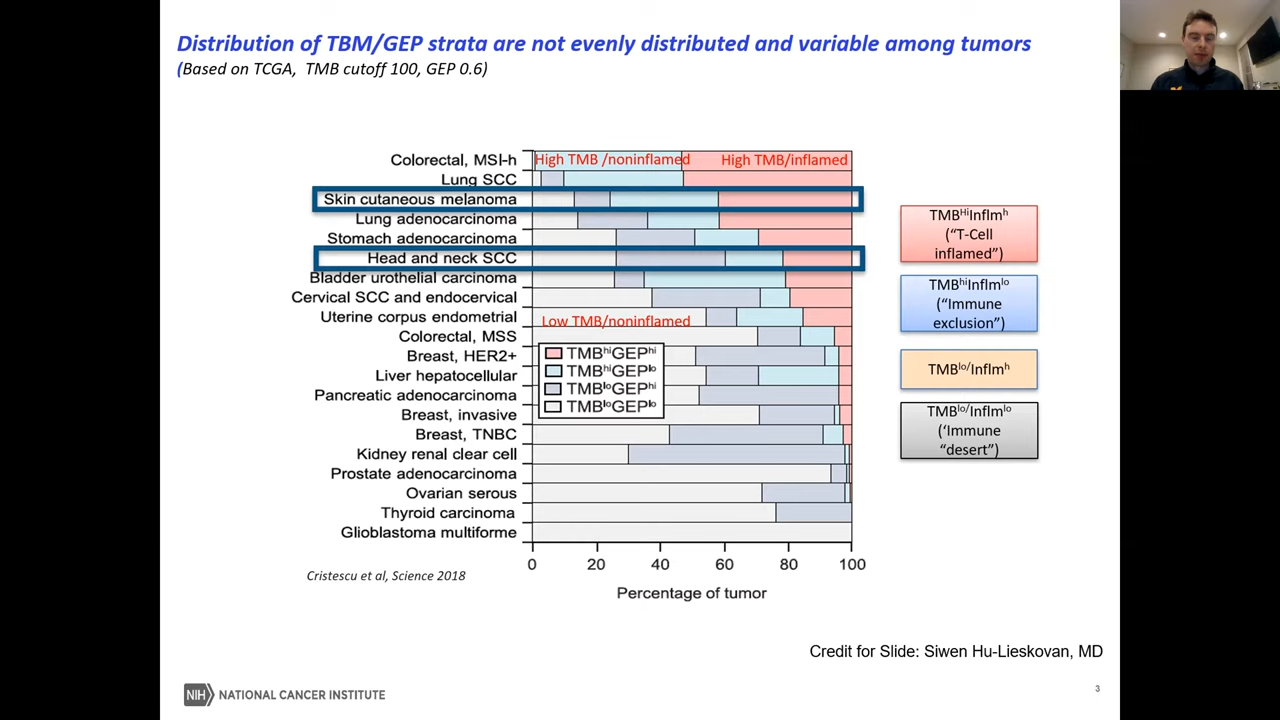 Distribution of TBM/GEP strata are not evenly distributed and variable among tumors
(Based on TCGA, TMB cutoff 100, GEP 0.6)
Colorectal, MSI-h
High TMB /noninflamed
High TMB/inflamed
Lung SCC
Skin cutaneous melanoma
Lung adenocarcinoma
Stomach adenocarcinoma
Head and neck SCC
Bladder urothelial carcinoma
Cervical SCC and endocervical
Uterine corpus endometrial
Low TMB/noninflamed
Colorectal, MSS
Breast, HER2+
Liver hepatocellular
Pancreatic adenocarcinoma
Breast, invasive
Breast, TNBC
Kidney renal clear cell
Prostate adenocarcinoma
Ovarian serous
Thyroid carcinoma
Glioblastoma multiforme
TMBhiGEPhi
TMBhiGEPlo
TMBloGEPhi
TMBloGEPlo
0 20 40 60 80 100
Percentage of tumor
TMBHiInflmh
("T-Cell
inflamed")
TMBhiInflmlo
("Immune
exclusion")
TMBlo/Inflmh
TMBlo/Inflmlo
('Immune
"desert")
Cristescu et al, Science 2018
Credit for Slide: Siwen Hu-Lieskovan, MD
NIH NATIONAL CANCER INSTITUTE
3